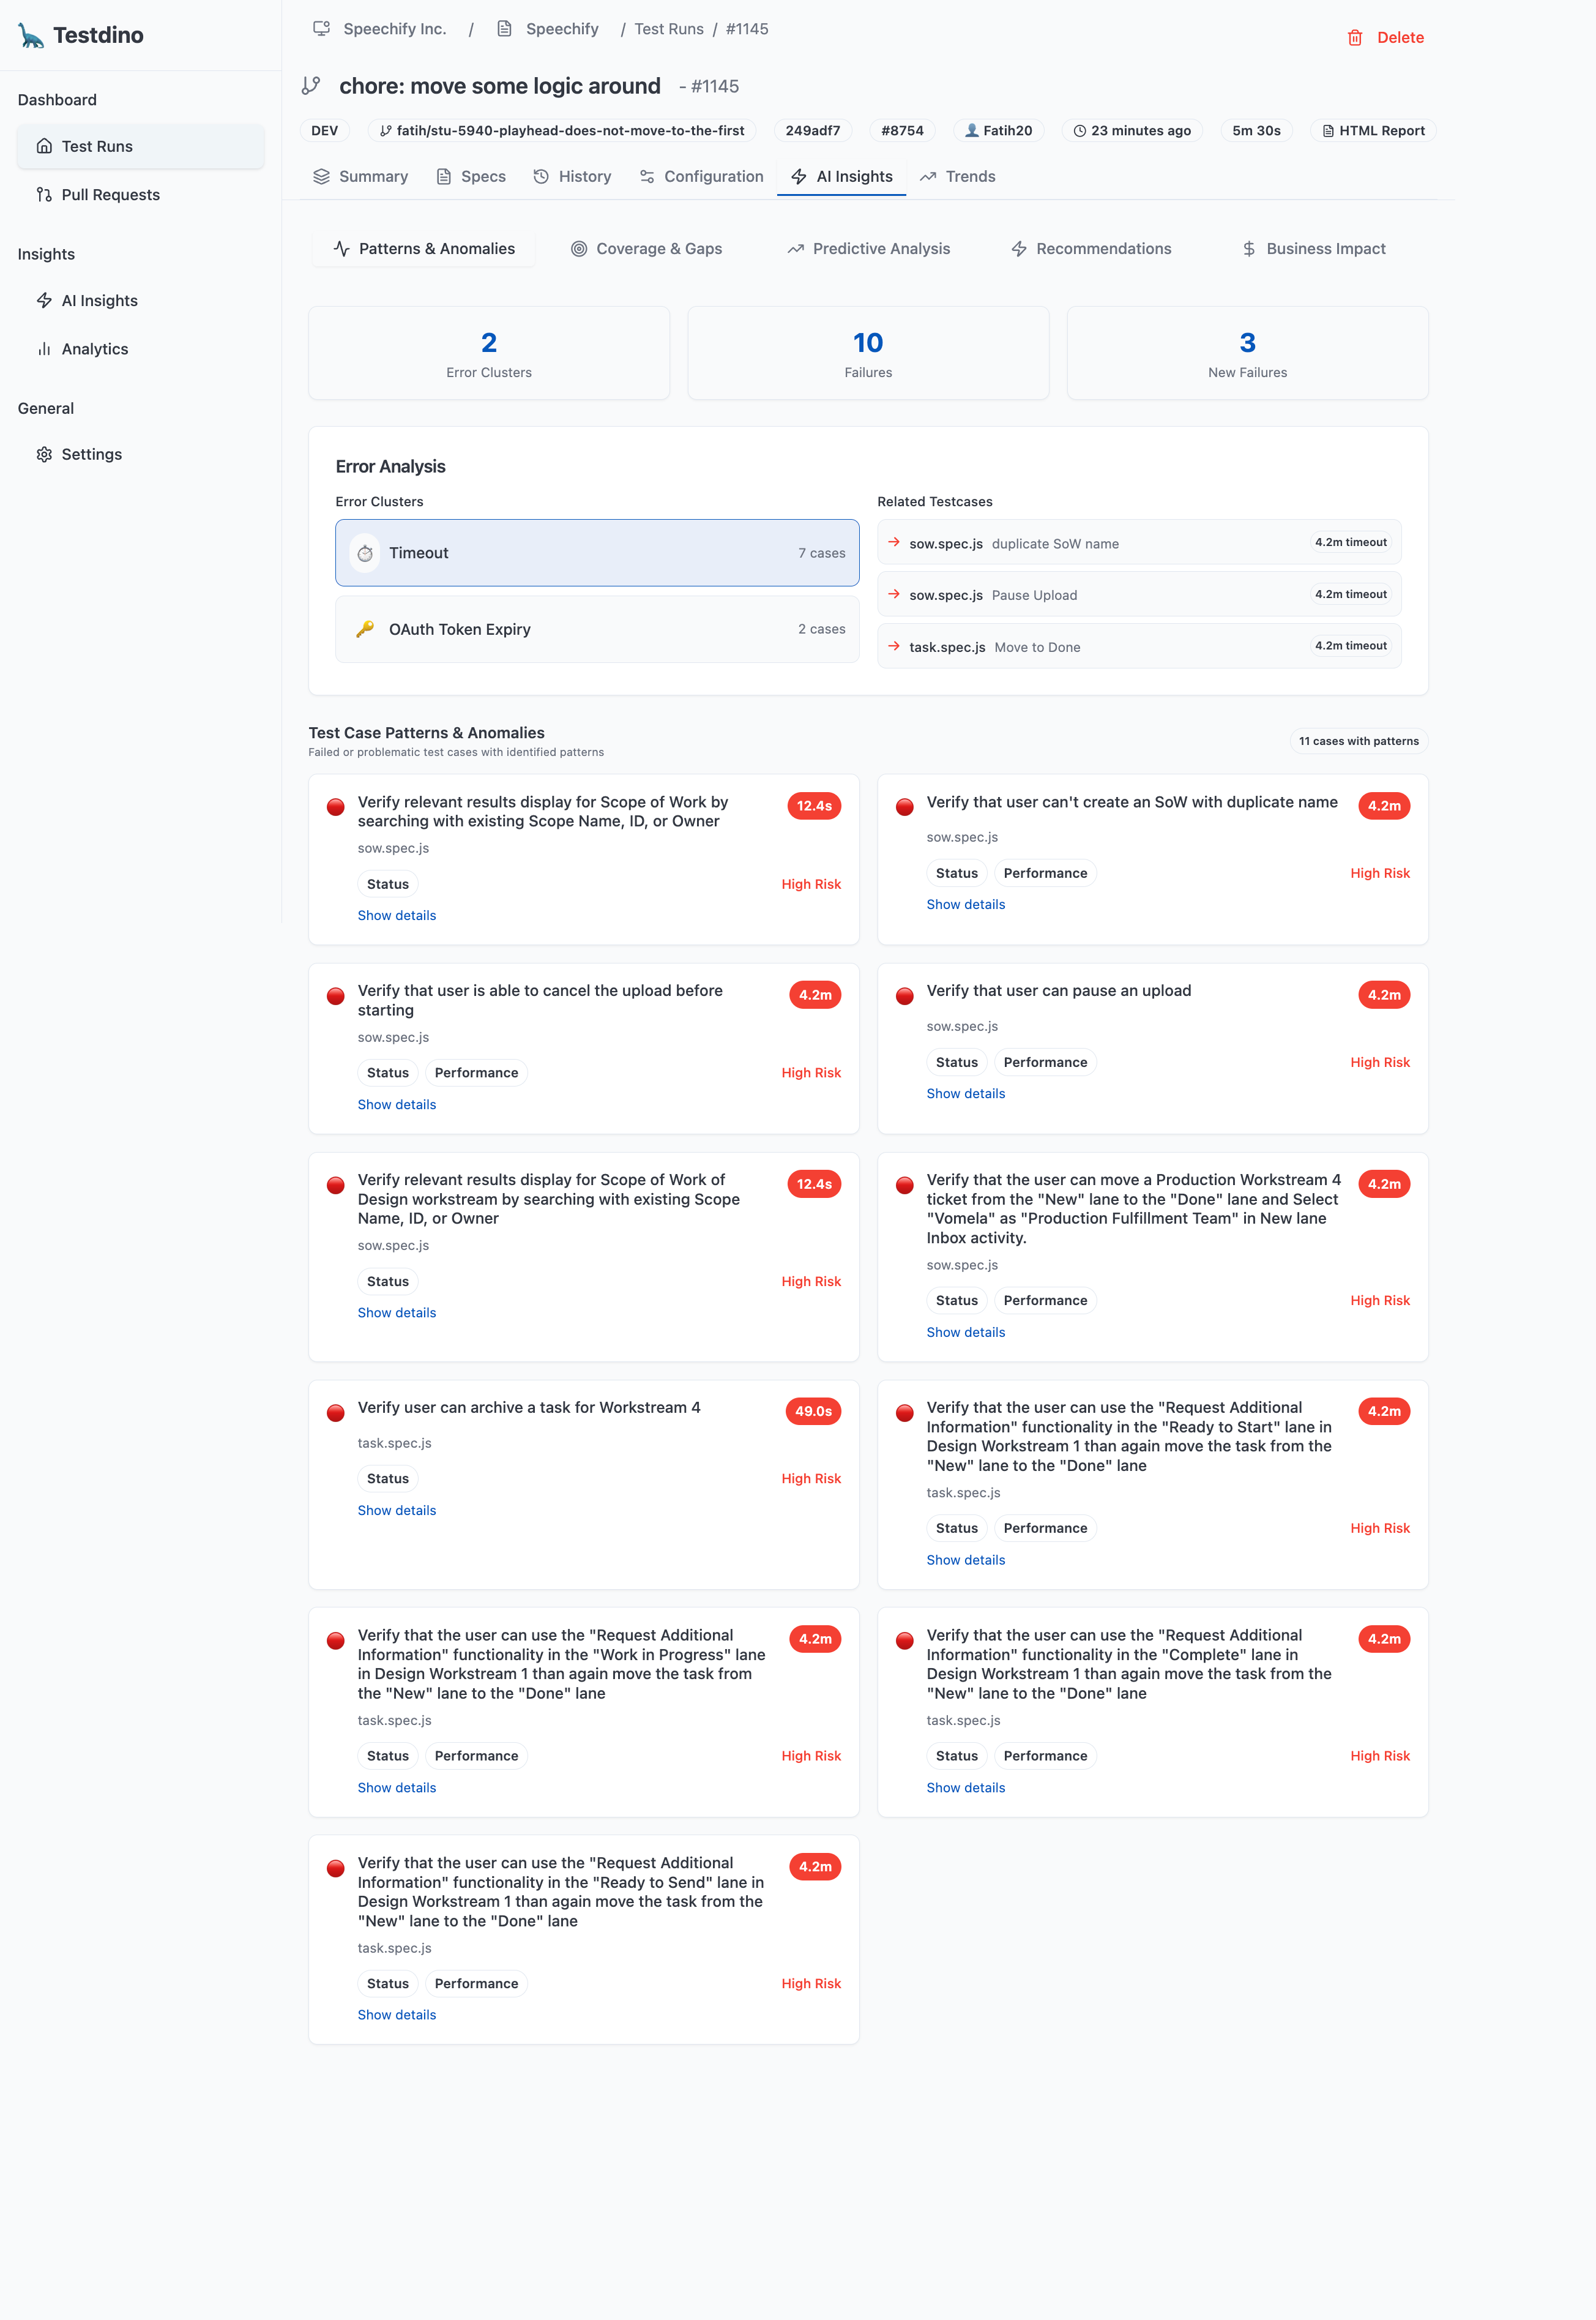 Testdino
Dashboard
Test Runs
Pull Requests
Insights
AI Insights
Analytics
General
Settings
Speechify Inc. / Speechify / Test Runs / #1145
Delete
chore: move some logic around - #1145
DEV fatih/stu-5940-playhead-does-not-move-to-the-first 249adf7 #8754 Fatih20 23 minutes ago 5m 30s HTML Report
Summary Specs History Configuration AI Insights Trends
Patterns & Anomalies Coverage & Gaps Predictive Analysis Recommendations Business Impact
2
Error Clusters
10
Failures
3
New Failures
Error Analysis
Error Clusters
Timeout 7 cases
OAuth Token Expiry 2 cases
Related Testcases
sow.spec.js duplicate SoW name 4.2m timeout
sow.spec.js Pause Upload 4.2m timeout
task.spec.js Move to Done 4.2m timeout
Test Case Patterns & Anomalies
Failed or problematic test cases with identified patterns
11 cases with patterns
Verify relevant results display for Scope of Work by
searching with existing Scope Name, ID, or Owner
12.4s
sow.spec.js
Status
High Risk
Show details
Verify that user can't create an SoW with duplicate name
4.2m
sow.spec.js
Status Performance
High Risk
Show details
Verify that user is able to cancel the upload before
starting
4.2m
sow.spec.js
Status Performance
High Risk
Show details
Verify that user can pause an upload
4.2m
sow.spec.js
Status Performance
High Risk
Show details
Verify relevant results display for Scope of Work of
Design workstream by searching with existing Scope
Name, ID, or Owner
12.4s
sow.spec.js
Status
High Risk
Show details
Verify that the user can move a Production Workstream 4
ticket from the "New" lane to the "Done" lane and Select
"Vomela" as "Production Fulfillment Team" in New lane
Inbox activity.
4.2m
sow.spec.js
Status Performance
High Risk
Show details
Verify user can archive a task for Workstream 4
49.0s
task.spec.js
Status
High Risk
Show details
Verify that the user can use the "Request Additional
Information" functionality in the "Ready to Start" lane in
Design Workstream 1 than again move the task from the
"New" lane to the "Done" lane
4.2m
task.spec.js
Status Performance
High Risk
Show details
Verify that the user can use the "Request Additional
Information" functionality in the "Work in Progress" lane
in Design Workstream 1 than again move the task from
the "New" lane to the "Done" lane
4.2m
task.spec.js
Status Performance
High Risk
Show details
Verify that the user can use the "Request Additional
Information" functionality in the "Complete" lane in
Design Workstream 1 than again move the task from the
"New" lane to the "Done" lane
4.2m
task.spec.js
Status Performance
High Risk
Show details
Verify that the user can use the "Request Additional
Information" functionality in the "Ready to Send" lane in
Design Workstream 1 than again move the task from the
"New" lane to the "Done" lane
4.2m
task.spec.js
Status Performance
High Risk
Show details